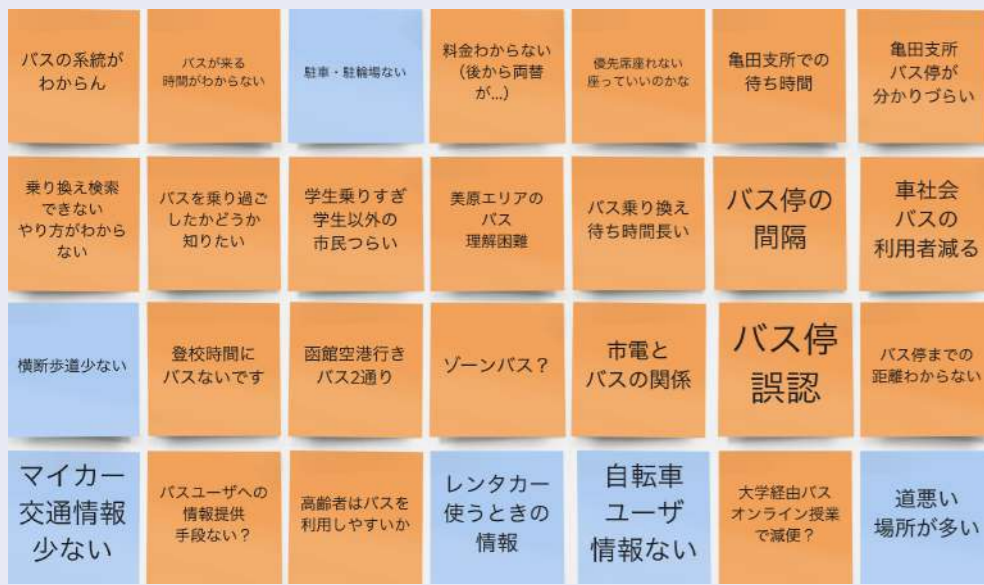 バスの系統が
わからん
バスが来る
時間がわからない
駐車・駐輪場ない
料金わからない
(後から両替
が...)
優先席座れない
座っていいのかな
亀田支所での
待ち時間
亀田支所
バス停が
分かりづらい
乗り換え検索
できない
やり方がわから
ない
バスを乗り過ご
したかどうか
知りたい
学生乗りすぎ
学生以外の
市民つらい
美原エリアの
バス
理解困難
バス乗り換え
待ち時間長い
バス停の
間隔
車社会
バスの
利用者減る
横断歩道少ない
登校時間に
バスないです
函館空港行き
バス2通り
ゾーンバス？
市電と
バスの関係
バス停
誤認
バス停までの
距離わからない
マイカー
交通情報
少ない
バスユーザへの
情報提供
手段ない？
高齢者はバスを
利用しやすいか
レンタカー
使うときの
情報
自転車
ユーザ
情報ない
大学経由バス
オンライン授業
で減便？
道悪い
場所が多い